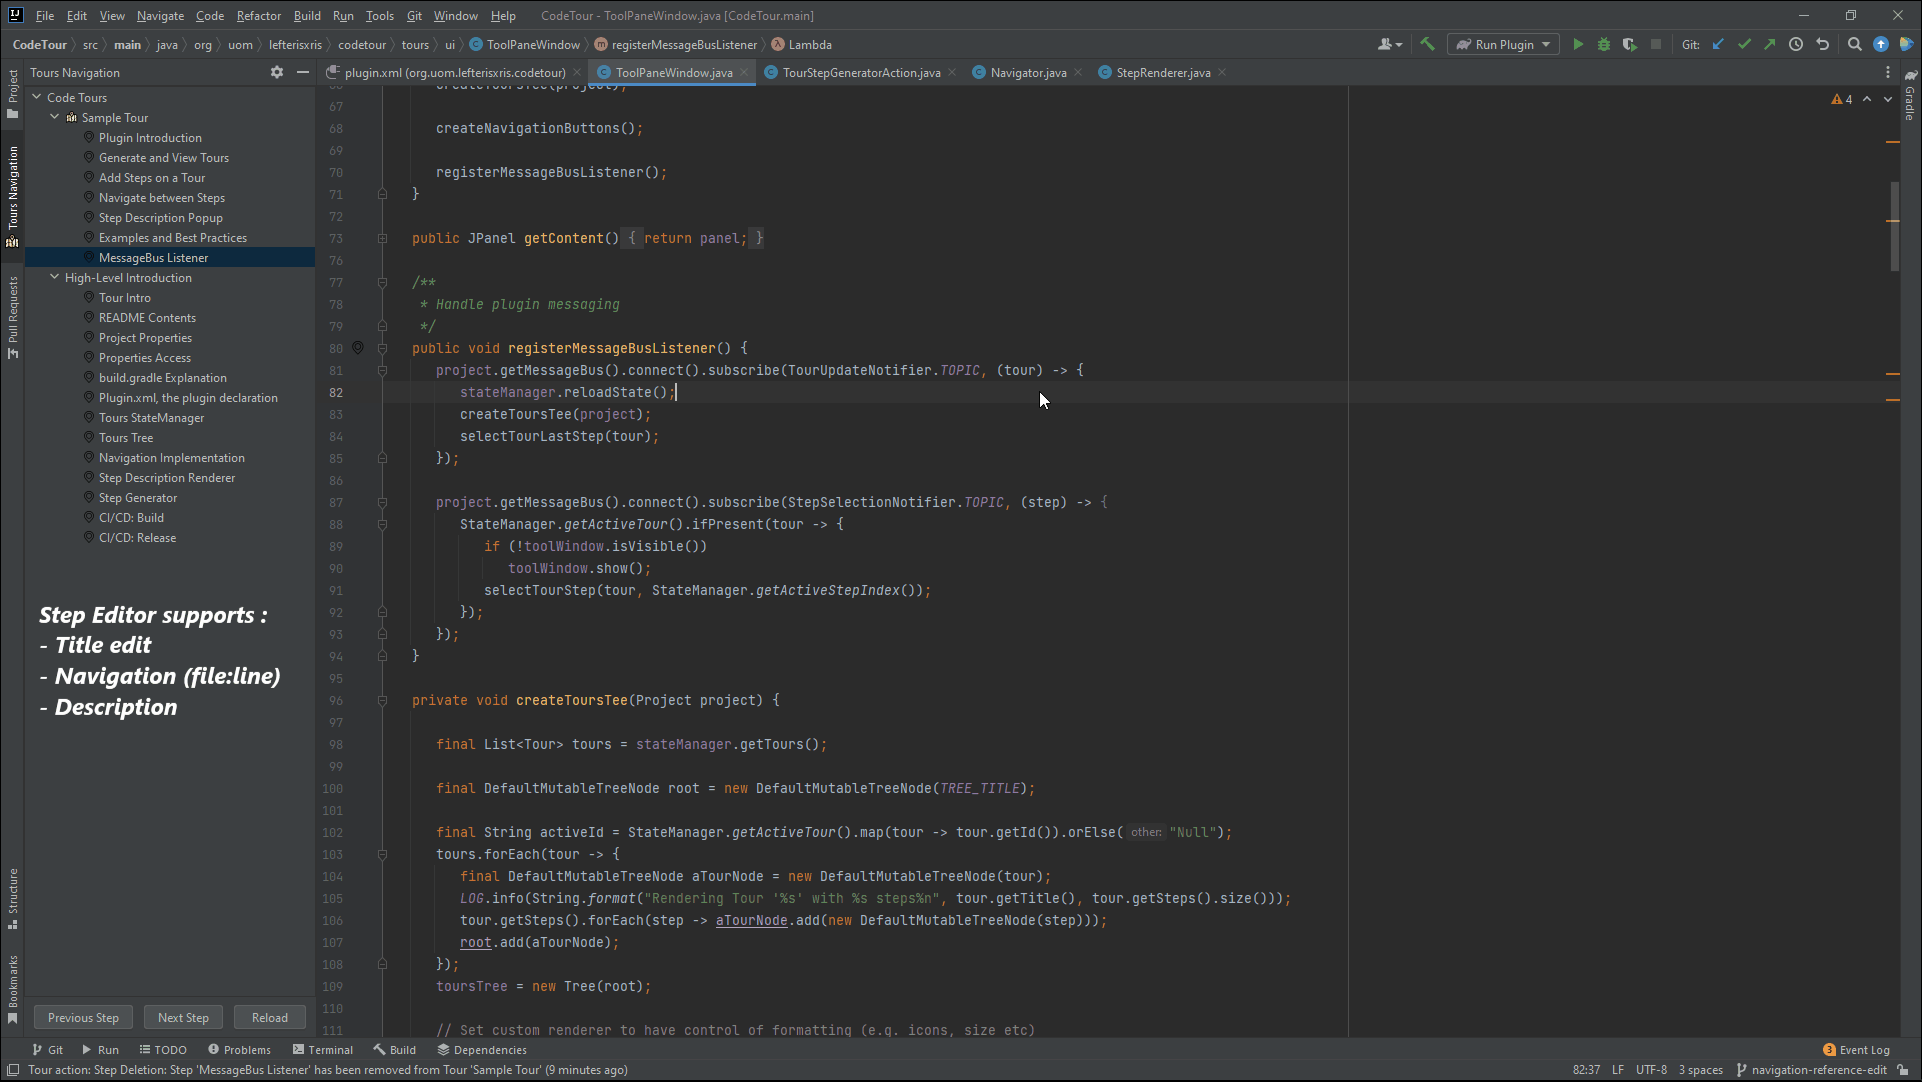 File Edit View Navigate Code Refactor Build Run Tools Git Window Help CodeTour - ToolPaneWindow.java [CodeTour.main]
CodeTour src main java org uom lefterisxris codetour tours ui ToolPaneWindow registerMessageBusListener Lambda Run Plugin Git:
Tours Navigation
plugin.xml (org.uom.lefterisxris.codetour) ToolPaneWindow.java TourStepGeneratorAction.java Navigator.java StepRenderer.java
Project
Tours Navigation
Pull Requests
Structure
Bookmarks
Gradle
4
Code Tours
Sample Tour
Plugin Introduction
Generate and View Tours
Add Steps on a Tour
Navigate between Steps
Step Description Popup
Examples and Best Practices
MessageBus Listener
High-Level Introduction
Tour Intro
README Contents
Project Properties
Properties Access
build.gradle Explanation
Plugin.xml, the plugin declaration
Tours StateManager
Tours Tree
Navigation Implementation
Step Description Renderer
Step Generator
CI/CD: Build
CI/CD: Release
Step Editor supports :
- Title edit
- Navigation (file:line)
- Description
Previous Step Next Step Reload
66 createToursTee(project);
67
68 createNavigationButtons();
69
70 registerMessageBusListener();
71 }
72
73 public JPanel getContent() { return panel; }
76
77 /**
78 * Handle plugin messaging
79 */
80 public void registerMessageBusListener() {
81 project.getMessageBus().connect().subscribe(TourUpdateNotifier.TOPIC, (tour) -> {
82 stateManager.reloadState();
83 createToursTee(project);
84 selectTourLastStep(tour);
85 });
86
87 project.getMessageBus().connect().subscribe(StepSelectionNotifier.TOPIC, (step) -> {
88 StateManager.getActiveTour().ifPresent(tour -> {
89 if (!toolWindow.isVisible())
90 toolWindow.show();
91 selectTourStep(tour, StateManager.getActiveStepIndex());
92 });
93 });
94 }
95
96 private void createToursTee(Project project) {
97
98 final List<Tour> tours = stateManager.getTours();
99
100 final DefaultMutableTreeNode root = new DefaultMutableTreeNode(TREE_TITLE);
101
102 final String activeId = StateManager.getActiveTour().map(tour -> tour.getId()).orElse( other: "Null");
103 tours.forEach(tour -> {
104 final DefaultMutableTreeNode aTourNode = new DefaultMutableTreeNode(tour);
105 LOG.info(String.format("Rendering Tour '%s' with %s steps%n", tour.getTitle(), tour.getSteps().size()));
106 tour.getSteps().forEach(step -> aTourNode.add(new DefaultMutableTreeNode(step)));
107 root.add(aTourNode);
108 });
109 toursTree = new Tree(root);
110
111 // Set custom renderer to have control of formatting (e.g. icons, size etc)
Git Run TODO Problems Terminal Build Dependencies 3 Event Log
Tour action: Step Deletion: Step 'MessageBus Listener' has been removed from Tour 'Sample Tour' (9 minutes ago) 82:37 LF UTF-8 3 spaces navigation-reference-edit